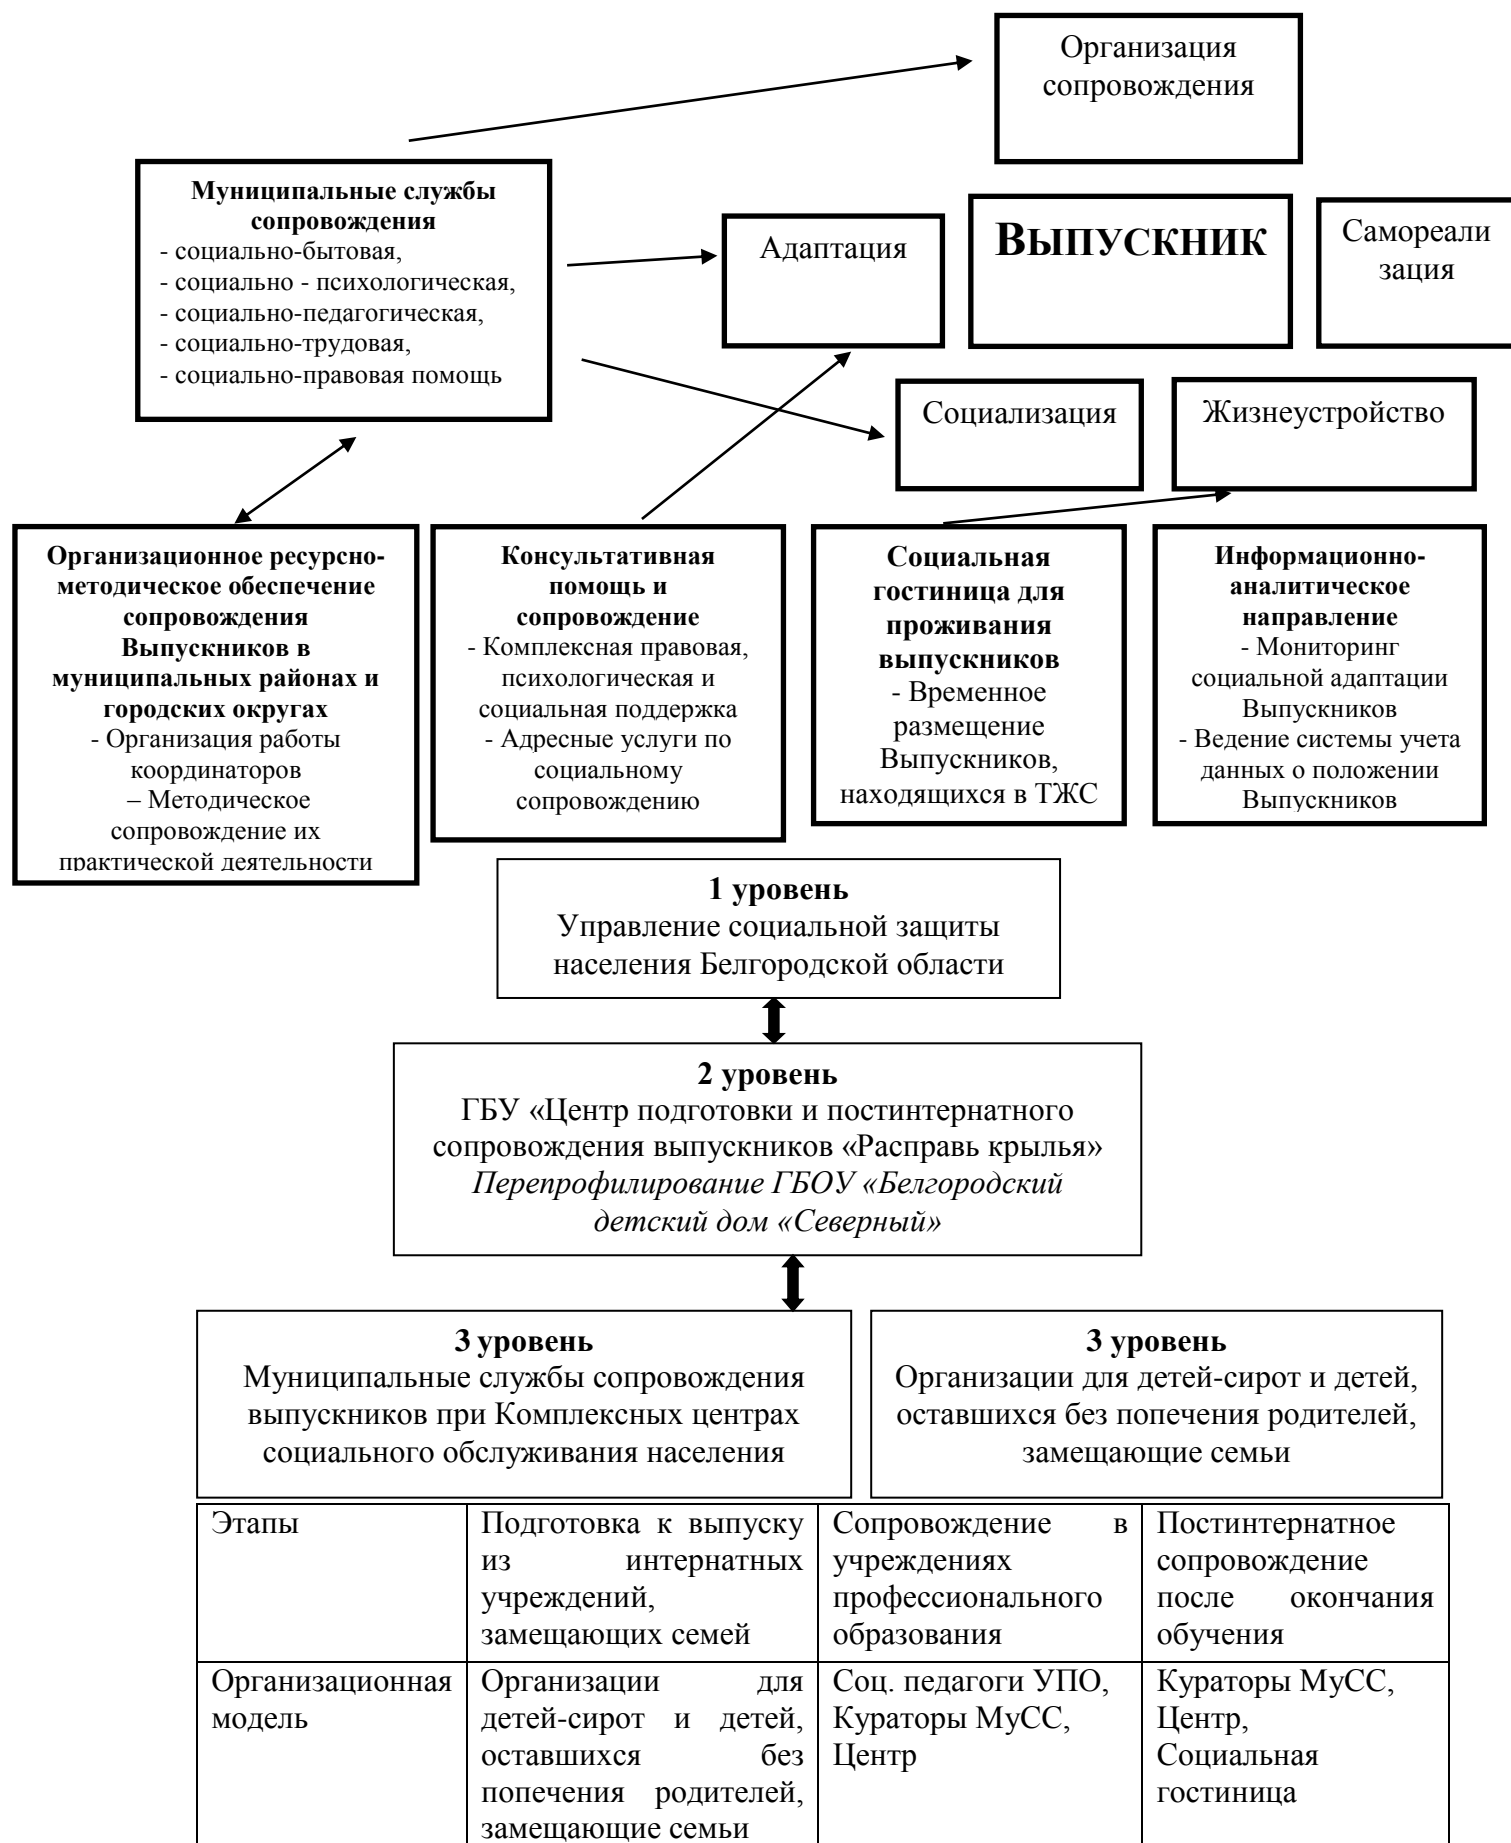 Организация
сопровождения
Муниципальные службы
сопровождения
- социально-бытовая,
- социально - психологическая,
- социально-педагогическая,
- социально-трудовая,
- социально-правовая помощь
Адаптация
ВЫПУСКНИК
Самореали
зация
Социализация
Жизнеустройство
Организационное ресурсно-
методическое обеспечение
сопровождения
Выпускников в
муниципальных районах и
городских округах
- Организация работы
координаторов
– Методическое
сопровождение их
практической деятельности
Консультативная
помощь и
сопровождение
- Комплексная правовая,
психологическая и
социальная поддержка
- Адресные услуги по
социальному
сопровождению
Социальная
гостиница для
проживания
выпускников
- Временное
размещение
Выпускников,
находящихся в ТЖС
Информационно-
аналитическое
направление
- Мониторинг
социальной адаптации
Выпускников
- Ведение системы учета
данных о положении
Выпускников
1 уровень
Управление социальной защиты
населения Белгородской области
2 уровень
ГБУ «Центр подготовки и постинтернатного
сопровождения выпускников «Расправь крылья»
Перепрофилирование ГБОУ «Белгородский
детский дом «Северный»
3 уровень
Муниципальные службы сопровождения
выпускников при Комплексных центрах
социального обслуживания населения
3 уровень
Организации для детей-сирот и детей,
оставшихся без попечения родителей,
замещающие семьи
Этапы
Подготовка к выпуску
из интернатных
учреждений,
замещающих семей
Сопровождение в
учреждениях
профессионального
образования
Постинтернатное
сопровождение
после окончания
обучения
Организационная
модель
Организации для
детей-сирот и детей,
оставшихся без
попечения родителей,
замещающие семьи
Соц. педагоги УПО,
Кураторы МуСС,
Центр
Кураторы МуСС,
Центр,
Социальная
гостиница